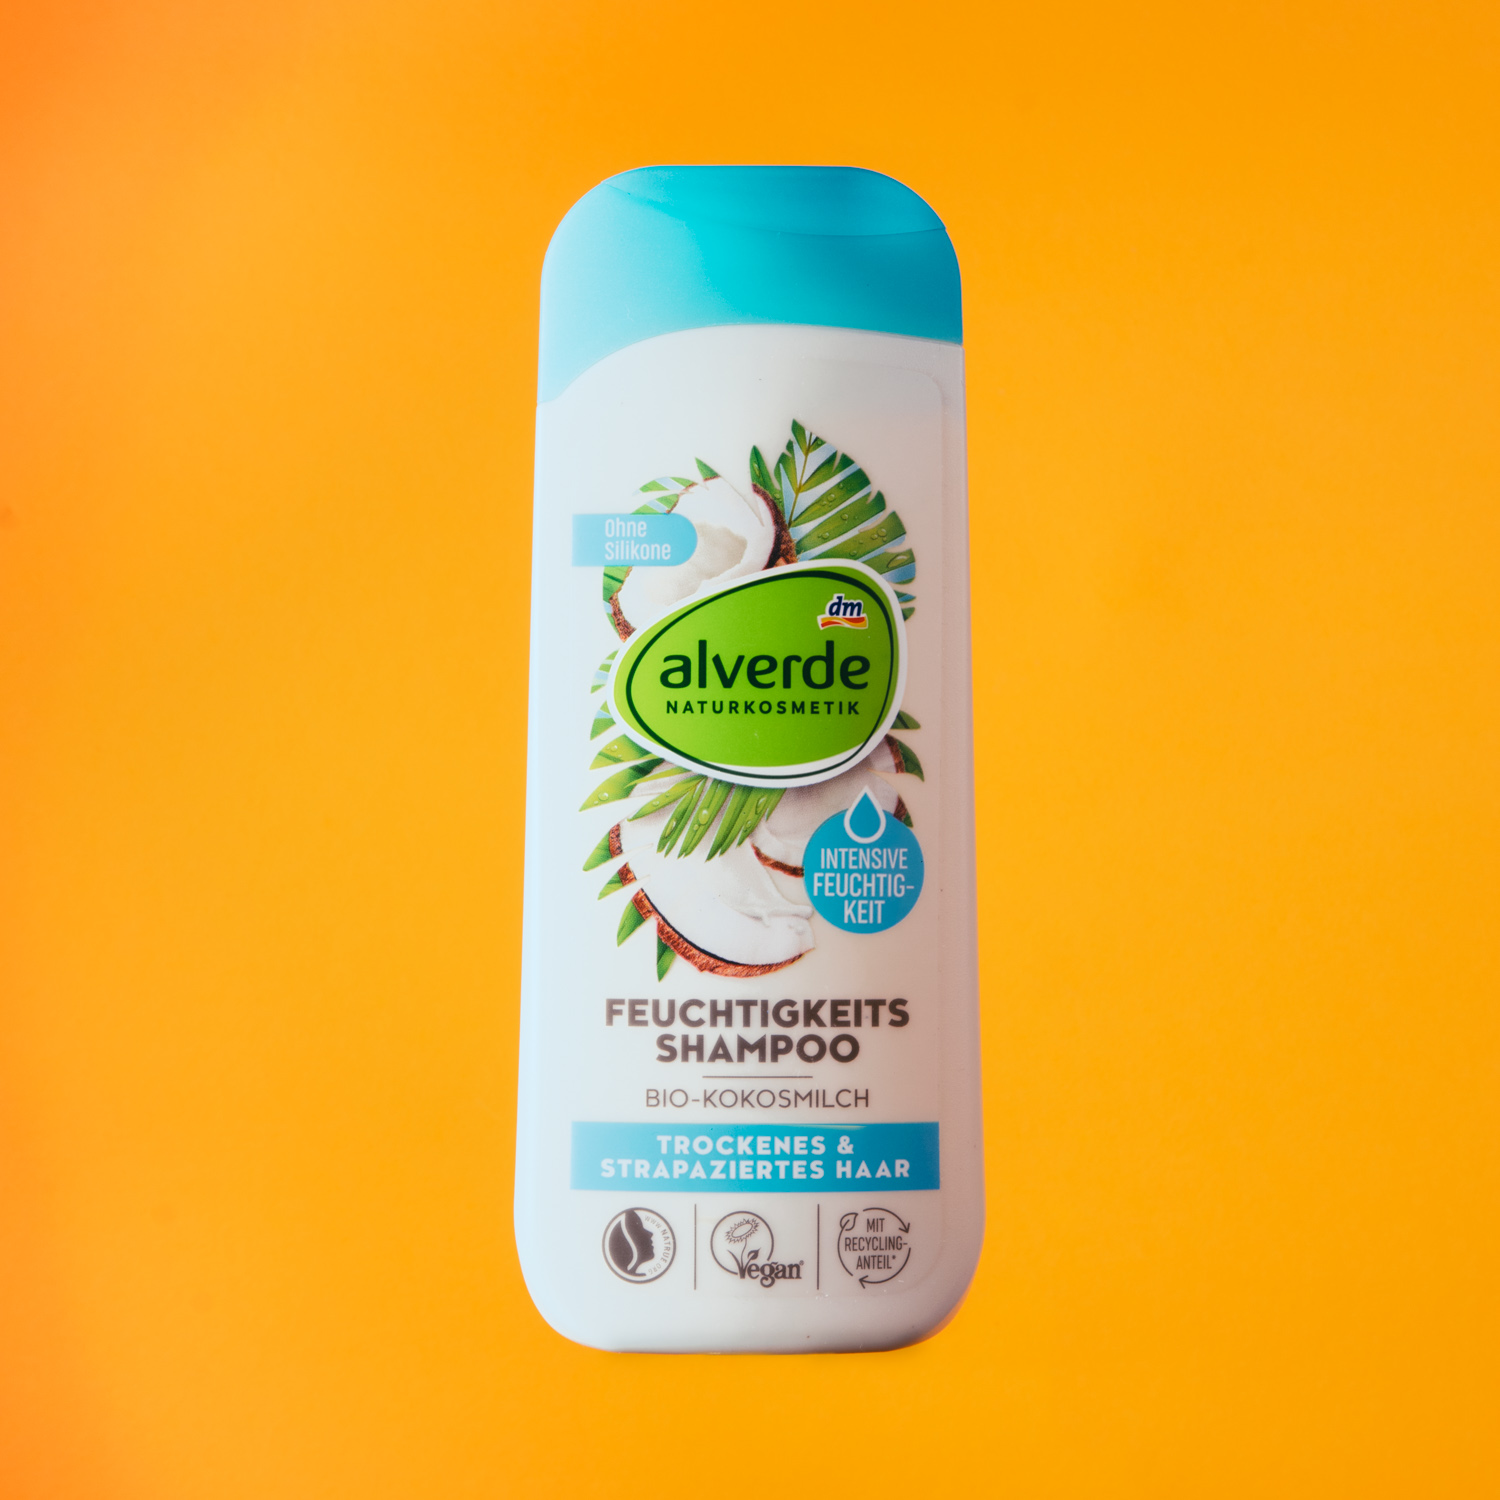 Ohne
Silikone
dm
alverde
NATURKOSMETIK
INTENSIVE
FEUCHTIG-
KEIT
FEUCHTIGKEITS
SHAMPOO
BIO-KOKOSMILCH
TROCKENES &
STRAPAZIERTES HAAR
Vegan
MIT
RECYCLING-
ANTEIL*